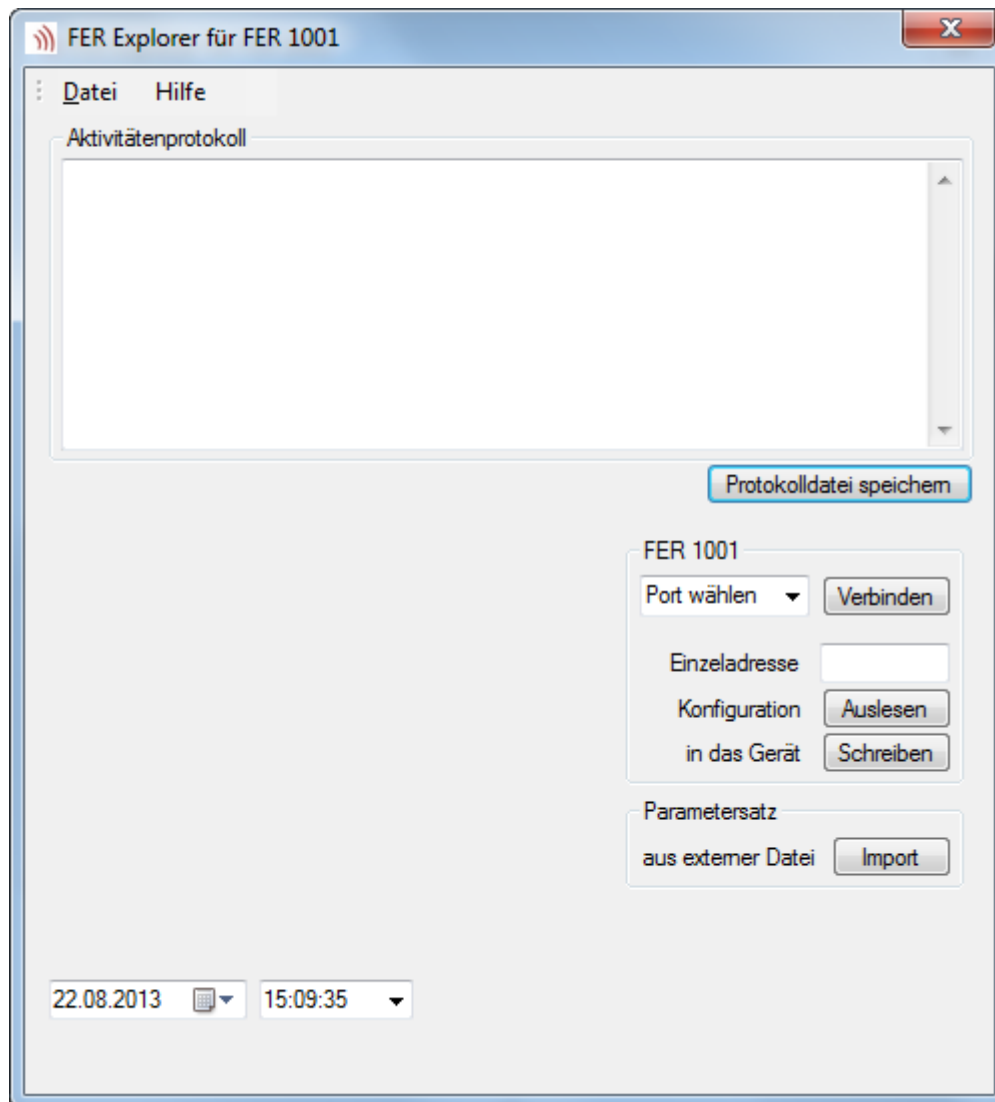 FER Explorer für FER 1001
Datei Hilfe
Aktivitätenprotokoll
Protokolldatei speichern
FER 1001
Port wählen Verbinden
Einzeladresse
Konfiguration Auslesen
in das Gerät Schreiben
Parametersatz
aus externer Datei Import
22.08.2013 15:09:35